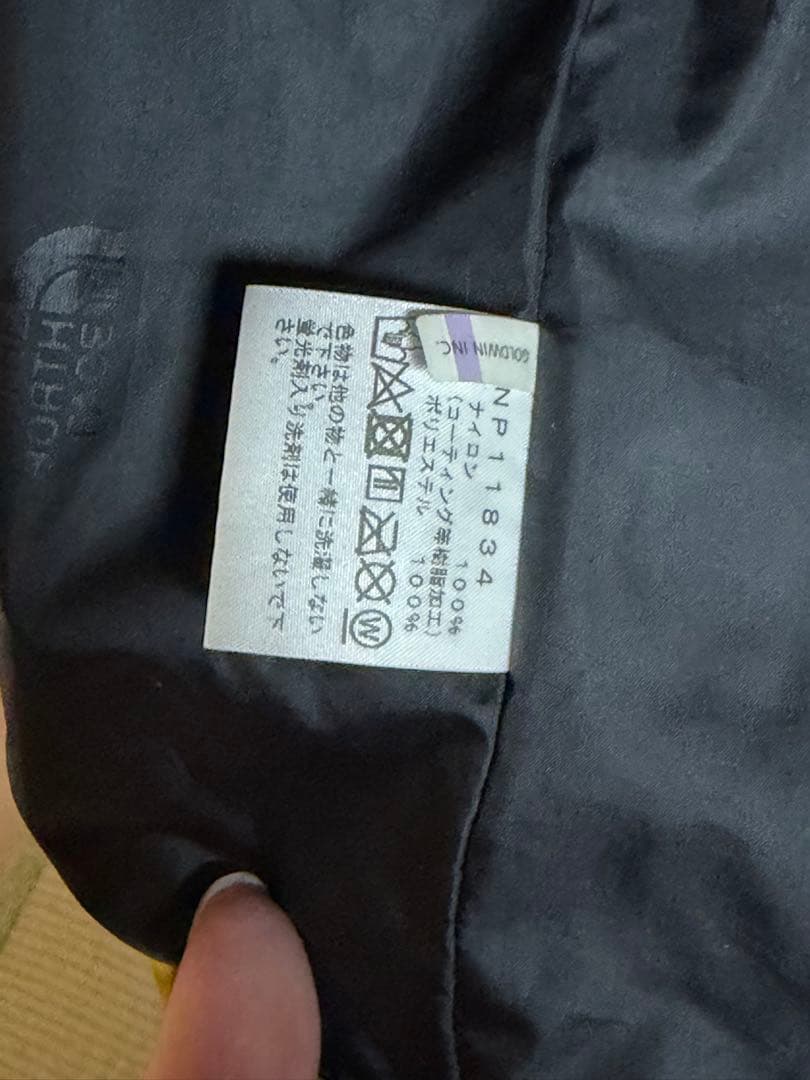 GOLDWIN INC.
NP11834
ナイロン 100%
(コーティング等樹脂加工)
ポリエステル 100%
W
色物は他の物と一緒に洗濯しない
で下さい。
蛍光剤入り洗剤は使用しないで下
さい。